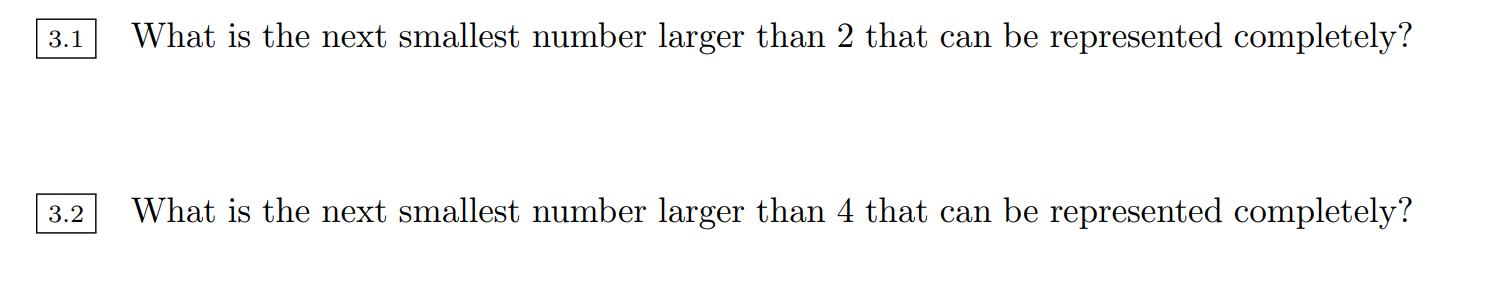 3.1 What is the next smallest number larger than 2 that can be represented completely?
3.2 What is the next smallest number larger than 4 that can be represented completely?